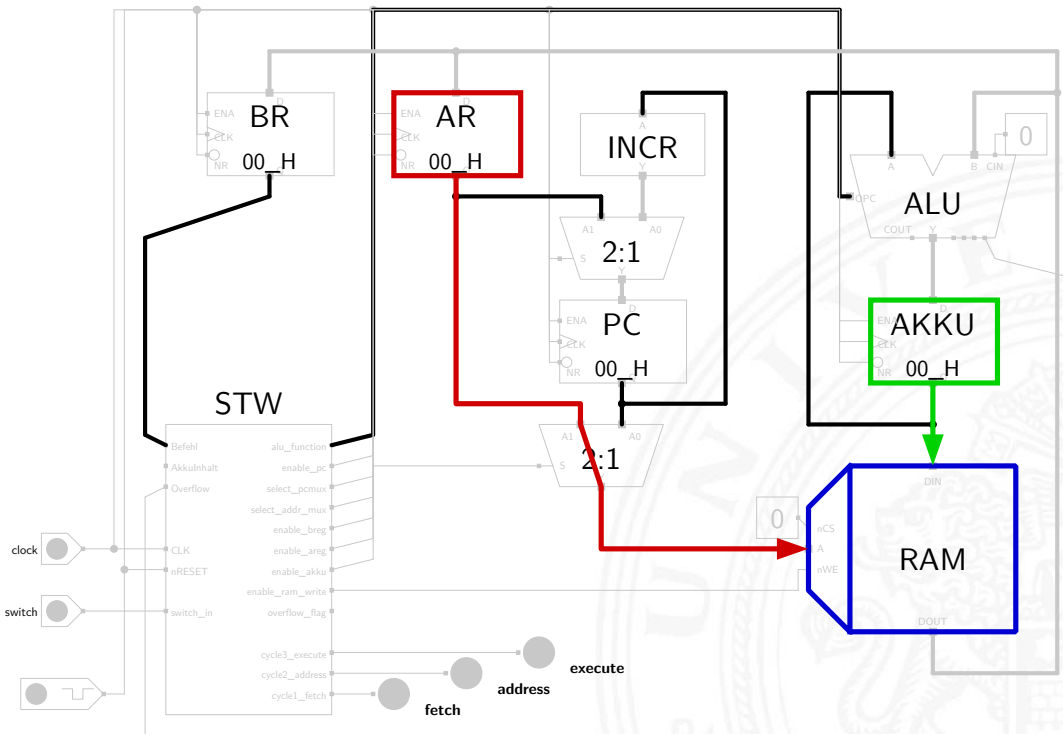 BR
D
ENA
CLK
NR
00_H
AR
00_H
INCR
A
Y
A1
A0
2:1
S
Y
D
PC
ENA
CLK
NR
00_H
A1
A0
2:1
S
0
A
B
CIN
OPC
ALU
COUT
Y
D
AKKU
ENA
CLK
NR
00_H
STW
Befehl
AkkuInhalt
Overflow
CLK
nRESET
switch_in
alu_function
enable_pc
select_pcmux
select_addr_mux
enable_breg
enable_areg
enable_akku
enable_ram_write
overflow_flag
cycle3_execute
cycle2_address
cycle1_fetch
clock
switch
execute
address
fetch
0
nCS
A
nWE
DIN
RAM
DOUT